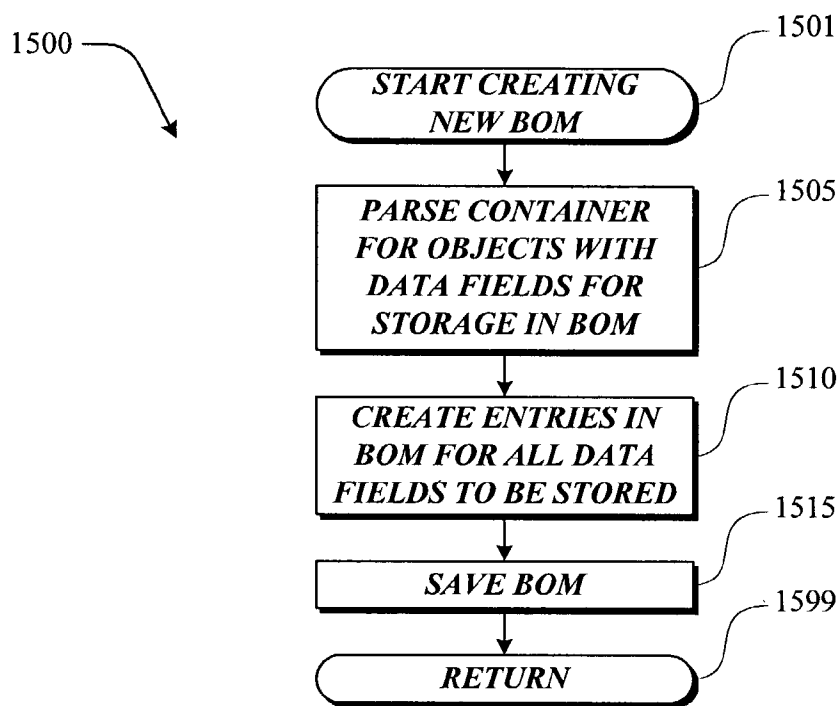 1500
1501
START CREATING
NEW BOM
1505
PARSE CONTAINER
FOR OBJECTS WITH
DATA FIELDS FOR
STORAGE IN BOM
1510
CREATE ENTRIES IN
BOM FOR ALL DATA
FIELDS TO BE STORED
1515
SAVE BOM
1599
RETURN